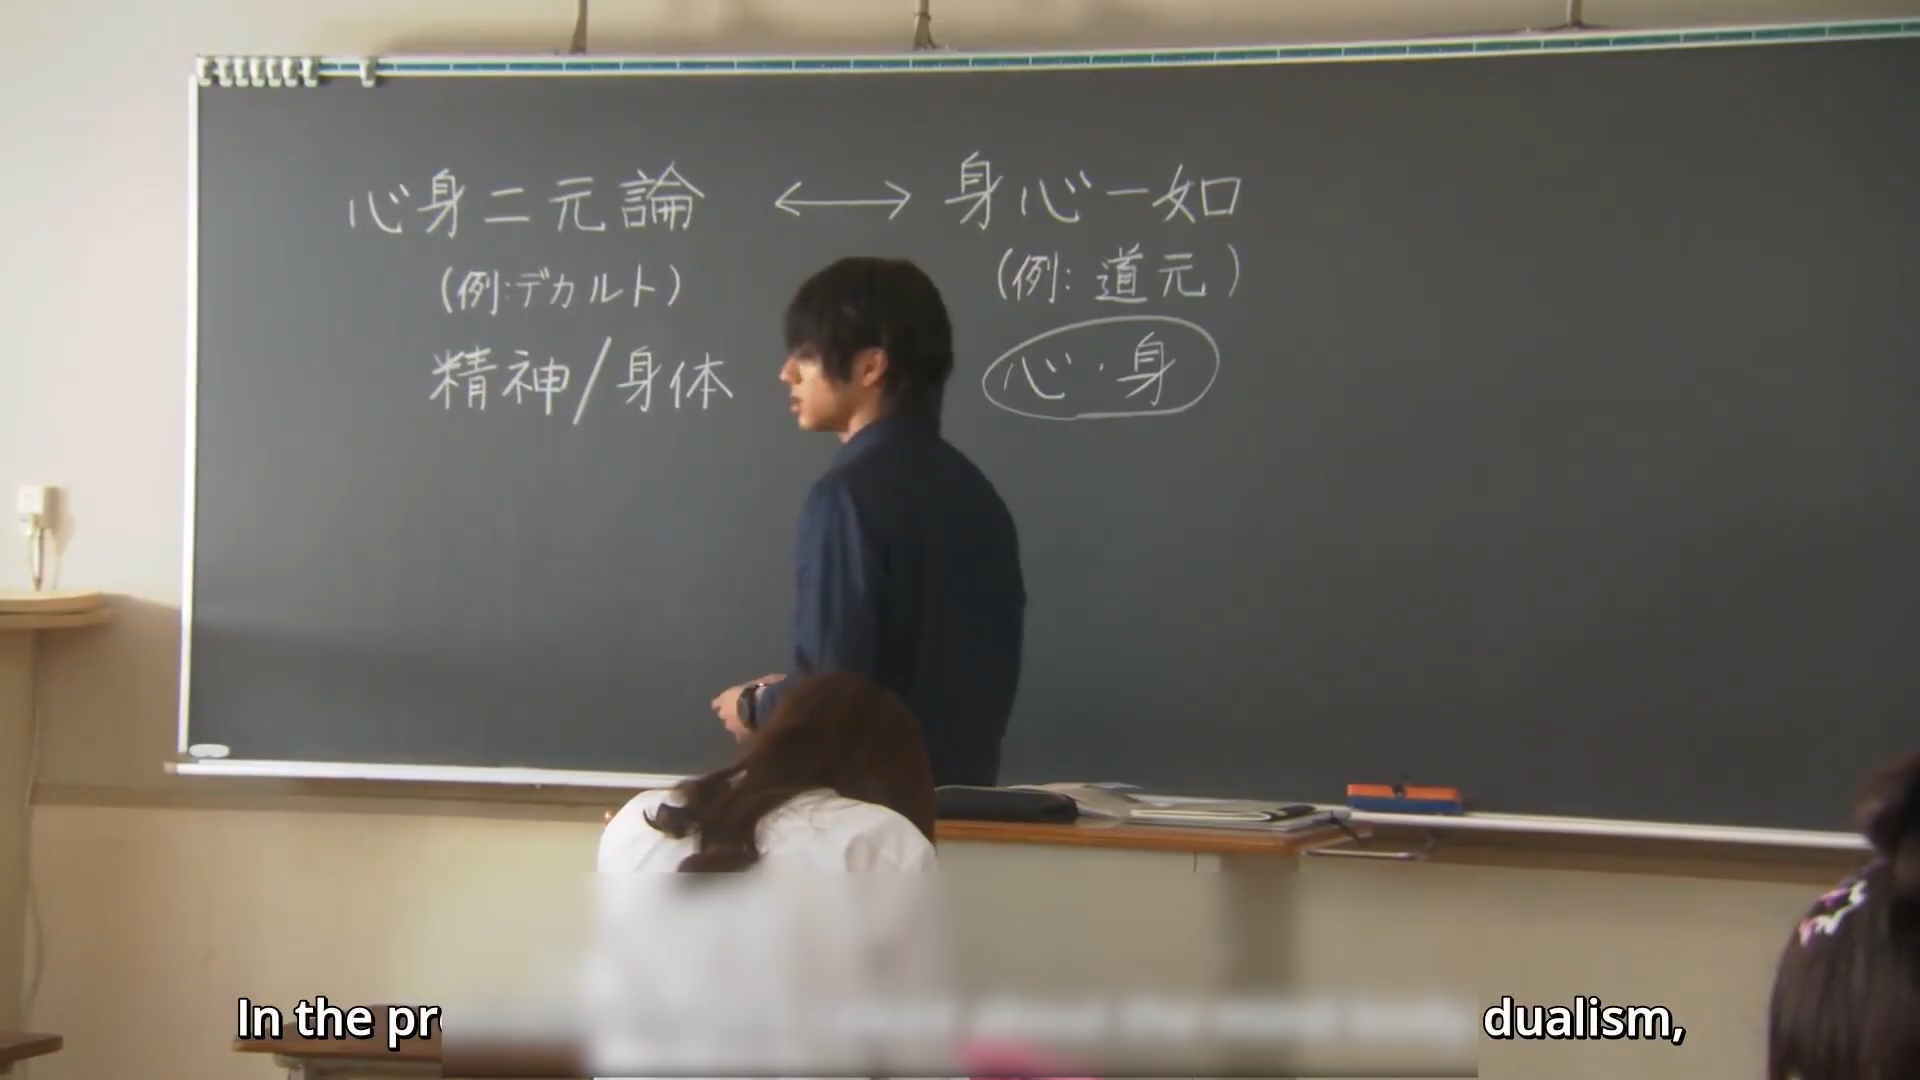 心身二元論 ⟷ 身心一如
(例:デカルト) (例:道元)
精神/身体 心・身
In the dualism,